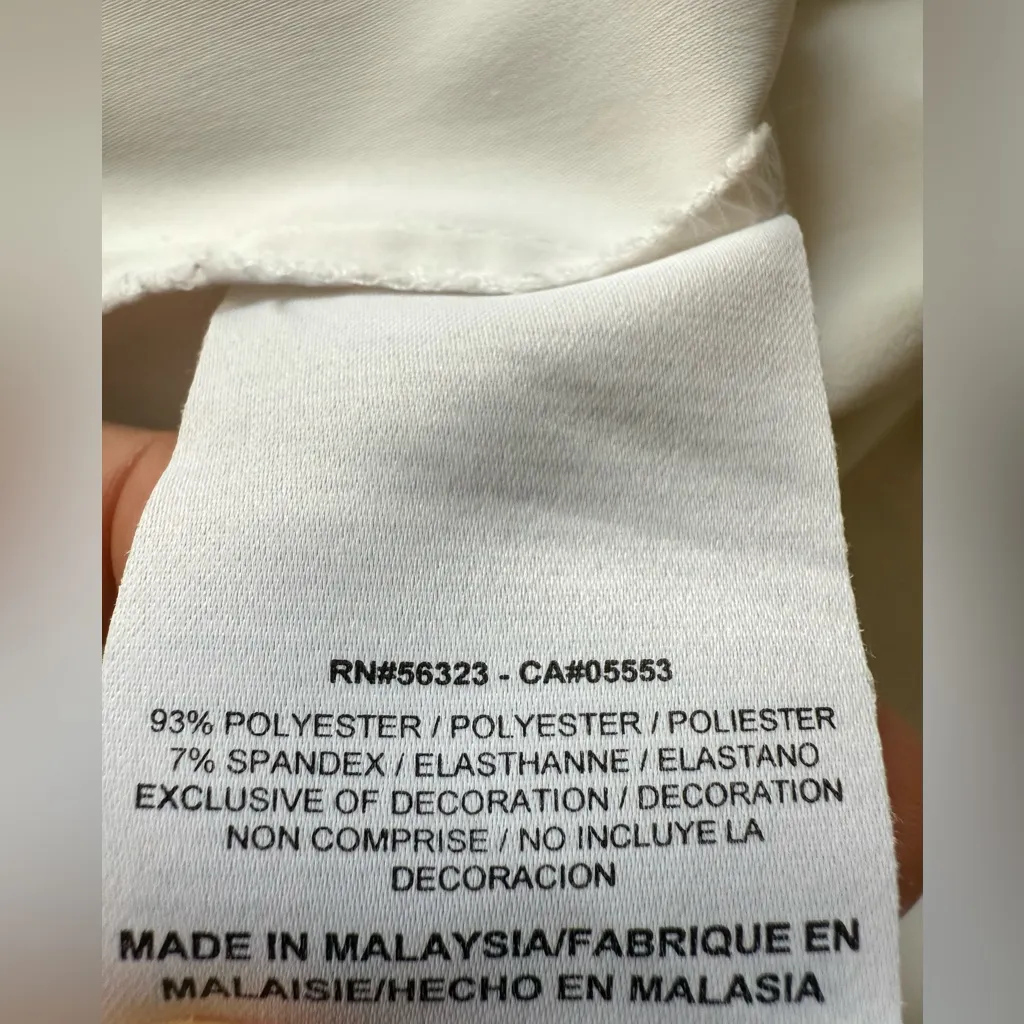 RN#56323 - CA#05553
93% POLYESTER / POLYESTER / POLIESTER
7% SPANDEX / ELASTHANNE / ELASTANO
EXCLUSIVE OF DECORATION / DECORATION
NON COMPRISE / NO INCLUYE LA
DECORACION
MADE IN MALAYSIA/FABRIQUE EN
MALAISIE/HECHO EN MALASIA